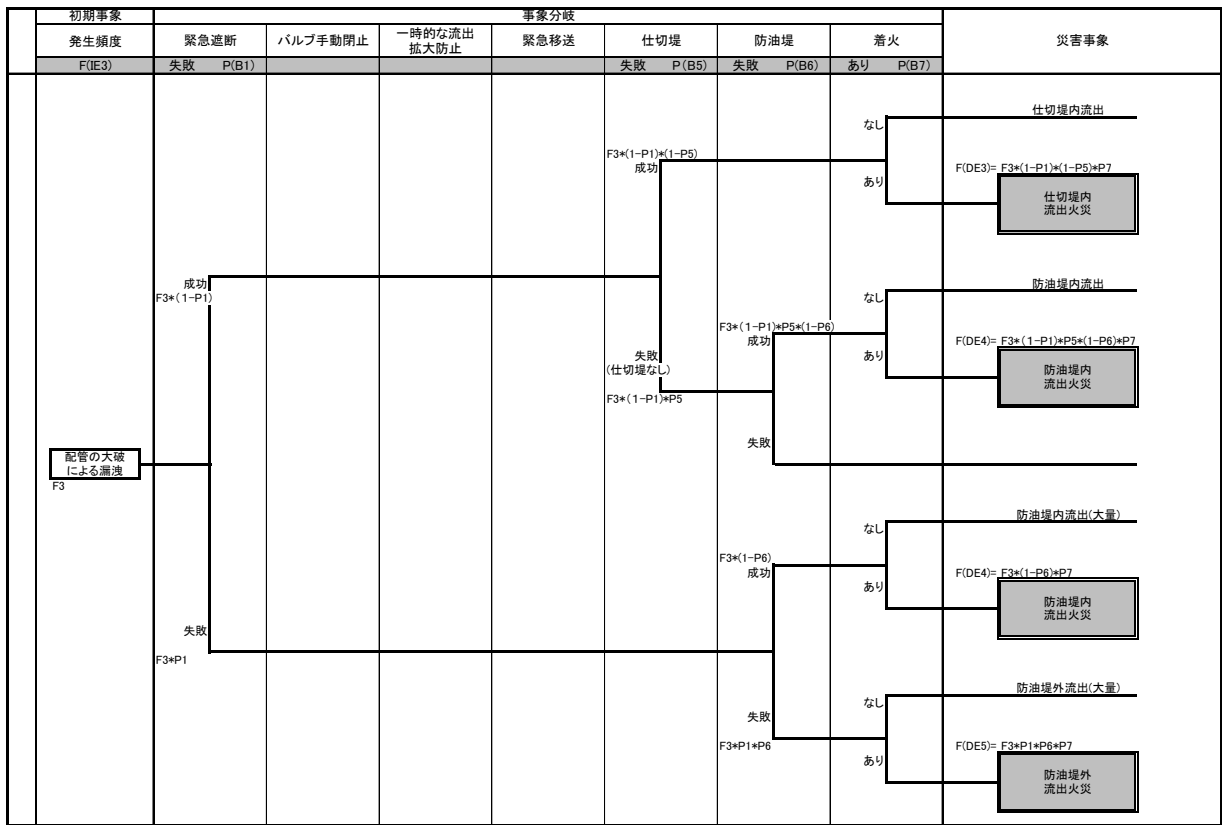 初期事象
事象分岐
発生頻度
緊急遮断
バルブ手動閉止
一時的な流出
拡大防止
緊急移送
仕切堤
防油堤
着火
災害事象
F(IE3)
失敗 P(B1)
失敗 P(B5)
失敗 P(B6)
あり P(B7)
仕切堤内流出
なし
F3*(1-P1)*(1-P5)
成功
あり
F(DE3)= F3*(1-P1)*(1-P5)*P7
仕切堤内
流出火災
成功
F3*(1-P1)
防油堤内流出
なし
F3*(1-P1)*P5*(1-P6)
成功
失敗
(仕切堤なし)
あり
F(DE4)= F3*(1-P1)*P5*(1-P6)*P7
防油堤内
流出火災
F3*(1-P1)*P5
失敗
配管の大破
による漏洩
F3
防油堤内流出(大量)
なし
F3*(1-P6)
成功
あり
F(DE4)= F3*(1-P6)*P7
防油堤内
流出火災
失敗
F3*P1
防油堤外流出(大量)
なし
失敗
F3*P1*P6
あり
F(DE5)= F3*P1*P6*P7
防油堤外
流出火災